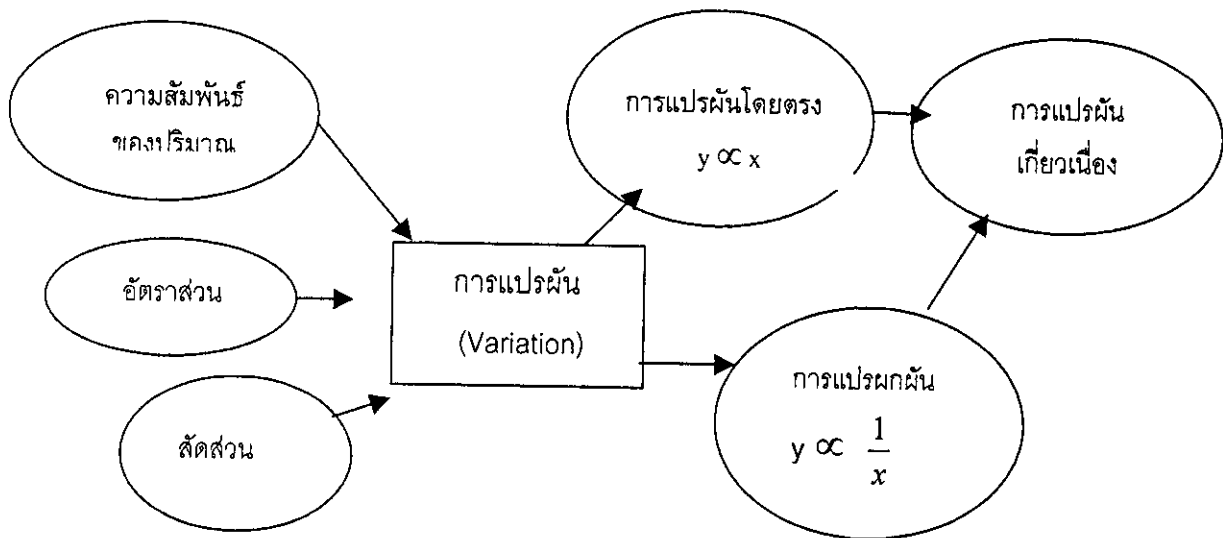 ความสัมพันธ์
ของปริมาณ
อัตราส่วน
สัดส่วน
การแปรผัน
(Variation)
การแปรผันโดยตรง
y ∝ x
การแปรผกผัน
y ∝ 1/x
การแปรผัน
เกี่ยวเนื่อง